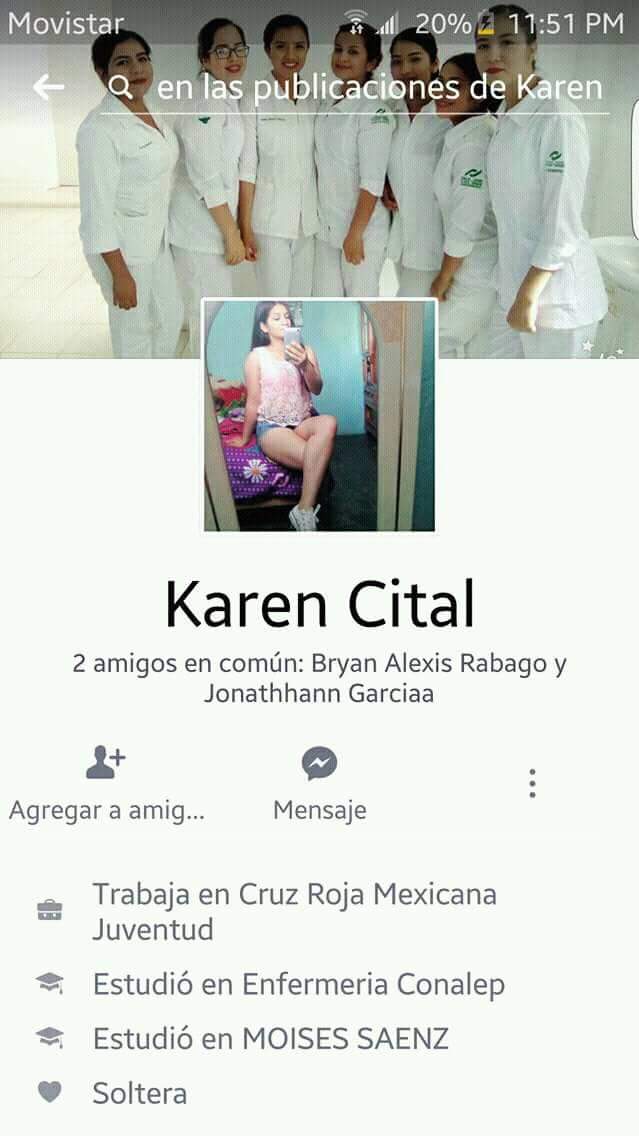 Movistar 20% 11:51 PM
en las publicaciones de Karen
Karen Cital
2 amigos en común: Bryan Alexis Rabago y
Jonathhann Garciaa
Agregar a amig... Mensaje
Trabaja en Cruz Roja Mexicana
Juventud
Estudió en Enfermeria Conalep
Estudió en MOISES SAENZ
Soltera